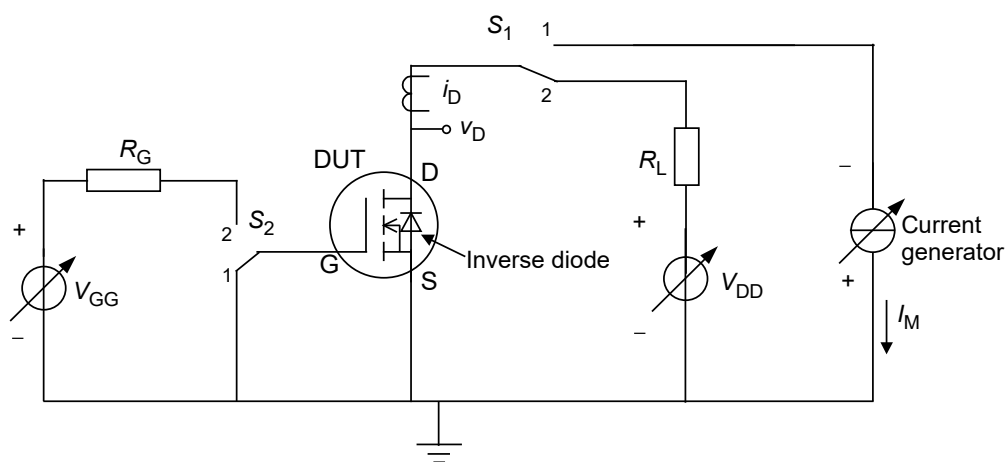 S1 1
2
iD
vD
RG
DUT
D
RL
−
+
S2
2
G
1
S
Inverse diode
+
Current
generator
+
VGG
−
VDD
−
+
IM